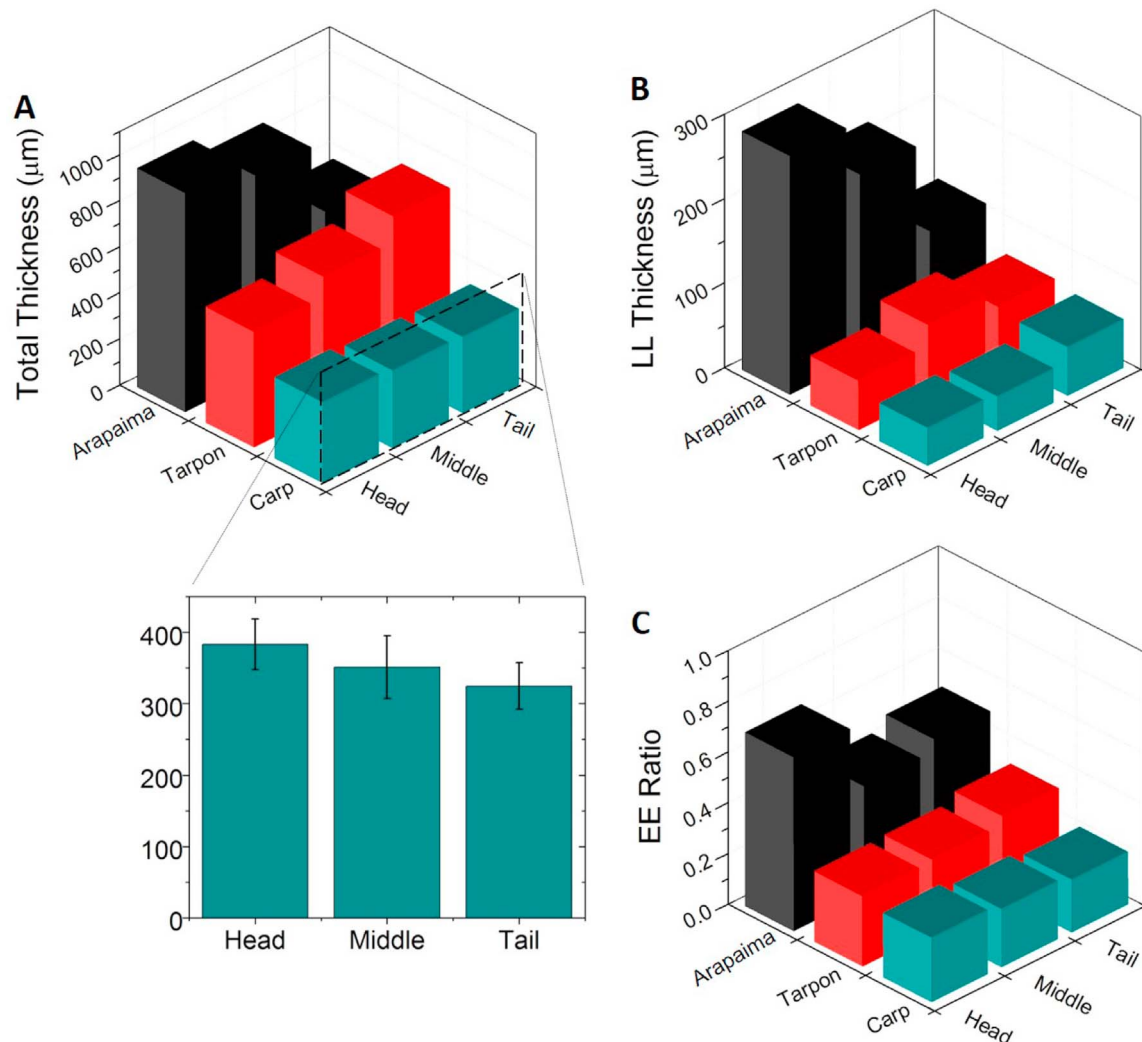 A
Total Thickness (μm)
1000
800
600
400
200
0
Arapaima
Tarpon
Carp
Head
Middle
Tail
400
300
200
100
0
Head
Middle
Tail
B
LL Thickness (μm)
300
200
100
0
Arapaima
Tarpon
Carp
Head
Middle
Tail
C
EE Ratio
1.0
0.8
0.6
0.4
0.2
0.0
Arapaima
Tarpon
Carp
Head
Middle
Tail